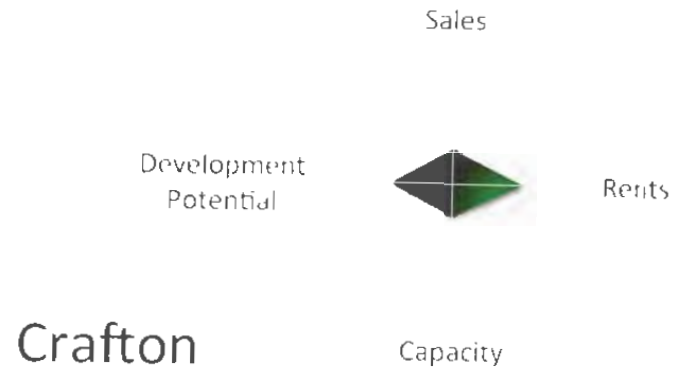 Sales
Development
Potential
Rents
Crafton
Capacity